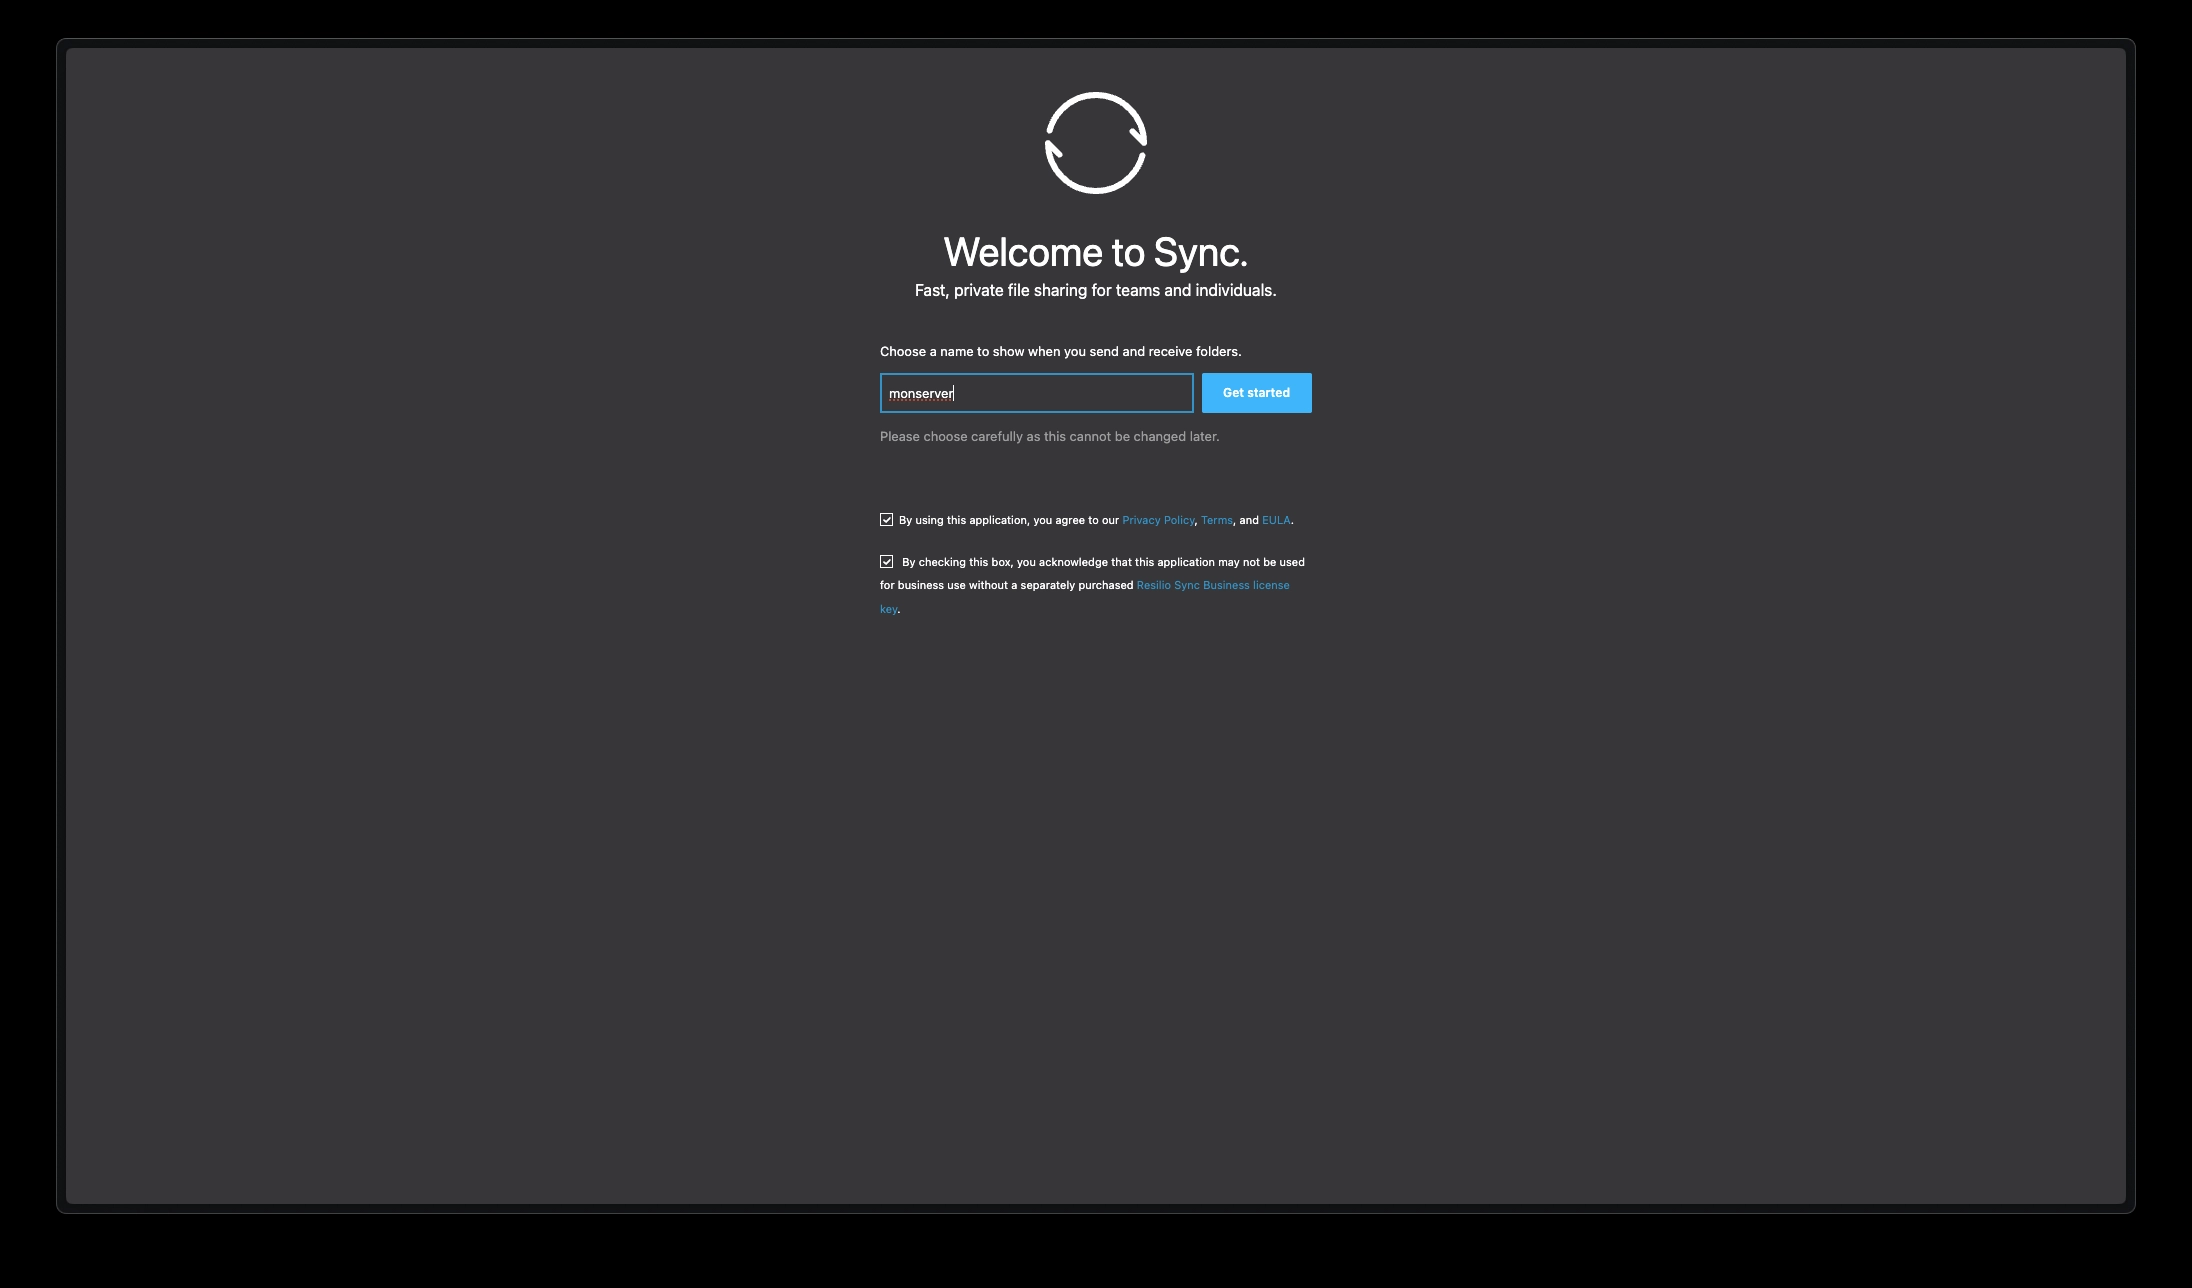 Welcome to Sync.
Fast, private file sharing for teams and individuals.
Choose a name to show when you send and receive folders.
monserver
Get started
Please choose carefully as this cannot be changed later.
By using this application, you agree to our Privacy Policy, Terms, and EULA.
By checking this box, you acknowledge that this application may not be used
for business use without a separately purchased Resilio Sync Business license
key.